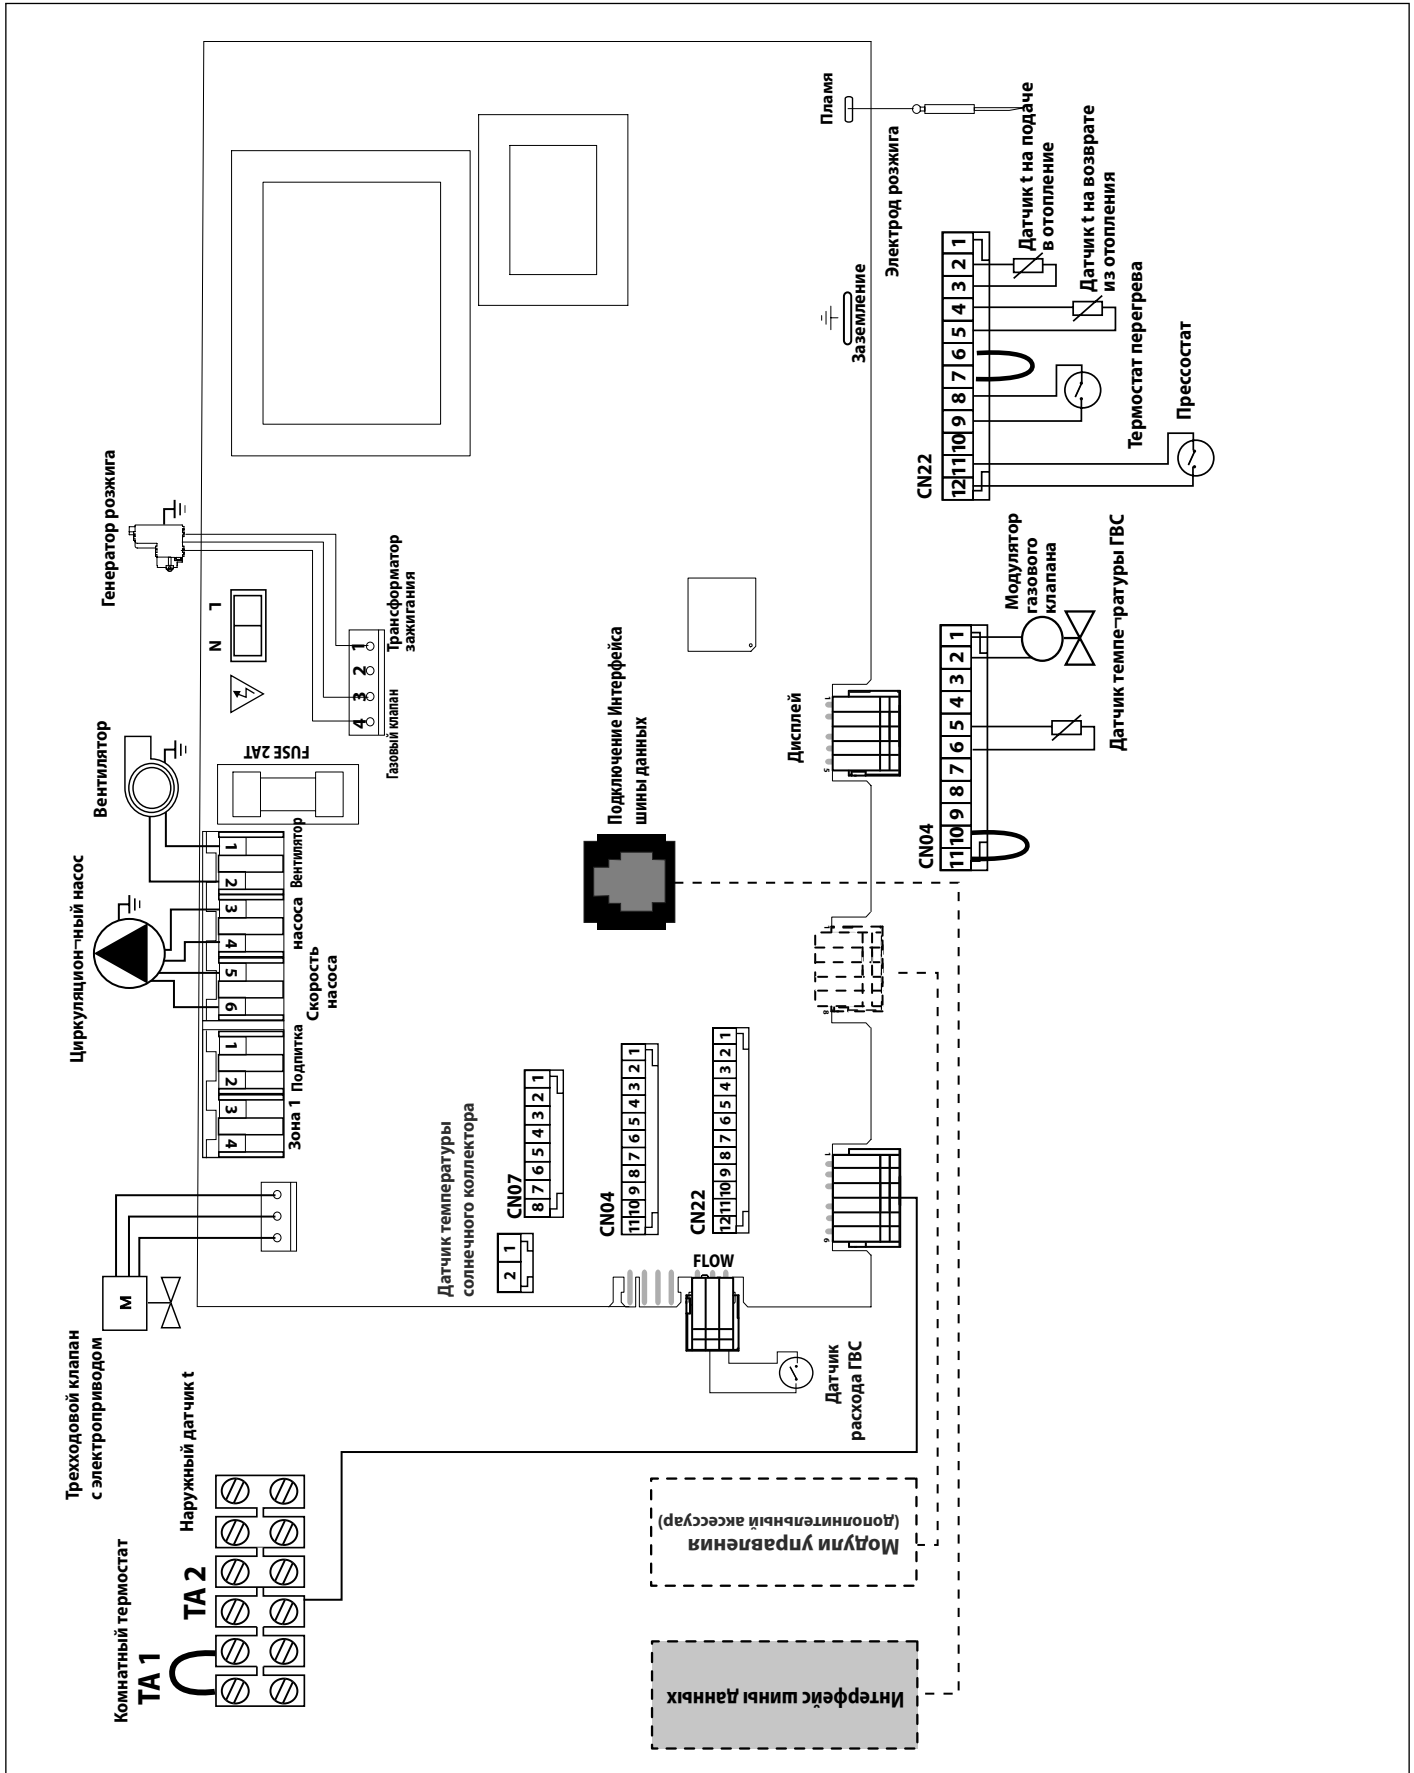 Трехходовой клапан
с электроприводом
M
Циркуляцион¬ный насос
Вентилятор
Генератор розжига
Комнатный термостат
TA 1
TA 2
Наружный датчик t
4 3 2 1
Зона 1
Подпитка
6 5 4 3 2 1
Скорость
насоса
насоса
Вентилятор
FUSE 2AT
N L
4 3 2 1
Газовый клапан
Трансформатор
зажигания
Датчик температуры
солнечного коллектора
2 1
CN07
8 7 6 5 4 3 2 1
CN04
11 10 9 8 7 6 5 4 3 2 1
CN22
12 11 10 9 8 7 6 5 4 3 2 1
FLOW
Датчик
расхода ГВС
Подключение Интерфейса
шины данных
6 1
8 1
Дисплей
5 1
Заземление
Пламя
Электрод розжига
Интерфейс шины данных
Модули управления
(дополнительный аксессуар)
CN04
11 10 9 8 7 6 5 4 3 2 1
Модулятор
газового
клапана
Датчик темпе¬ратуры ГВС
CN22
12 11 10 9 8 7 6 5 4 3 2 1
Датчик t на подаче
в отопление
Датчик t на возврате
из отопления
Термостат перегрева
Прессостат